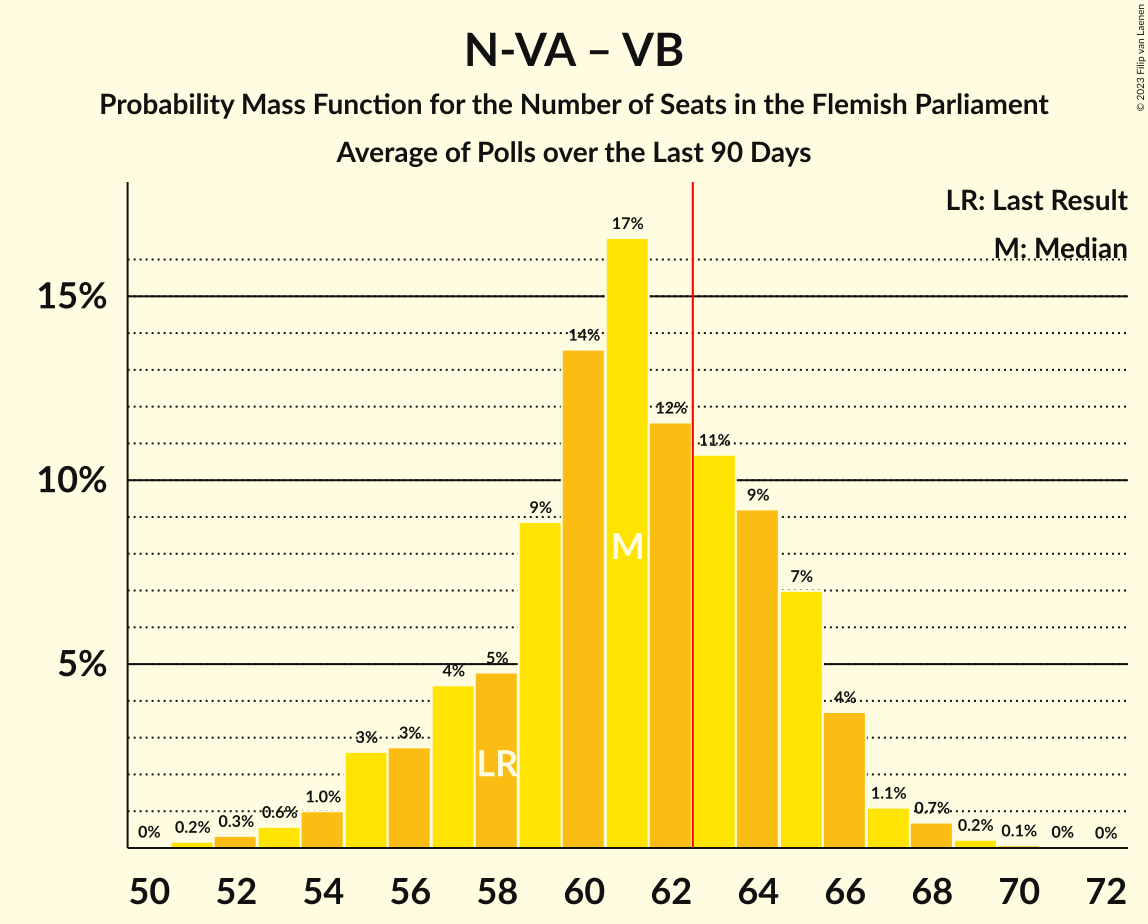 N-VA – VB
Probability Mass Function for the Number of Seats in the Flemish Parliament
Average of Polls over the Last 90 Days
© 2023 Filip van Laenen
LR: Last Result
M: Median
15%
10%
5%
0%
0.2%
0.3%
0.6%
1.0%
3%
3%
4%
5%
9%
14%
17%
12%
11%
9%
7%
4%
1.1%
0.7%
0.2%
0.1%
0%
0%
LR
M
50 52 54 56 58 60 62 64 66 68 70 72